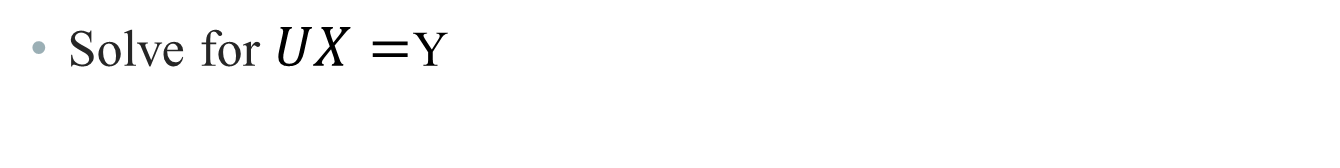 • Solve for 𝑈𝑋 =Y